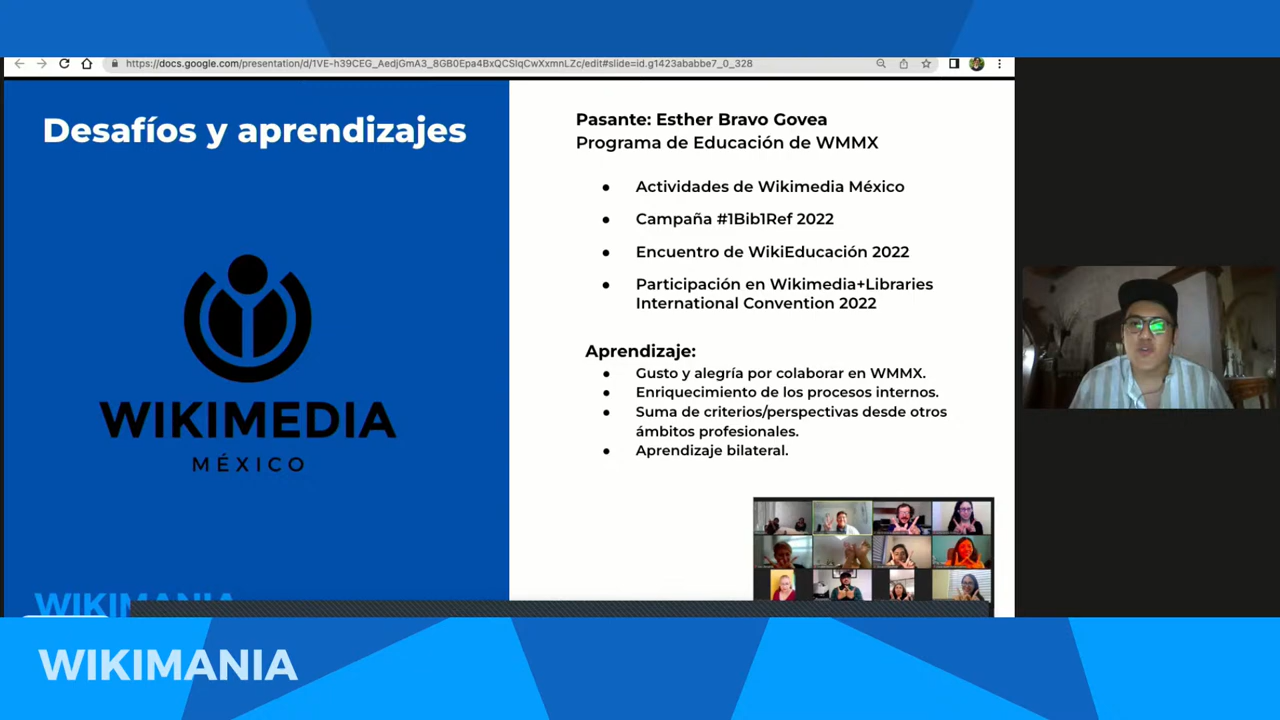 https://docs.google.com/presentation/d/1VE-h39CEG_AedjGmA3_8GB0Epa4BxQCSlqCwXxmnLZc/edit#slide=id.g1423ababbe7_0_328
Desafíos y aprendizajes
WIKIMEDIA
MÉXICO
Pasante: Esther Bravo Govea
Programa de Educación de WMMX
● Actividades de Wikimedia México
● Campaña #1Bib1Ref 2022
● Encuentro de WikiEducación 2022
● Participación en Wikimedia+Libraries
International Convention 2022
Aprendizaje:
● Gusto y alegría por colaborar en WMMX.
● Enriquecimiento de los procesos internos.
● Suma de criterios/perspectivas desde otros
ámbitos profesionales.
● Aprendizaje bilateral.
WIKIMANIA
WIKIMANIA